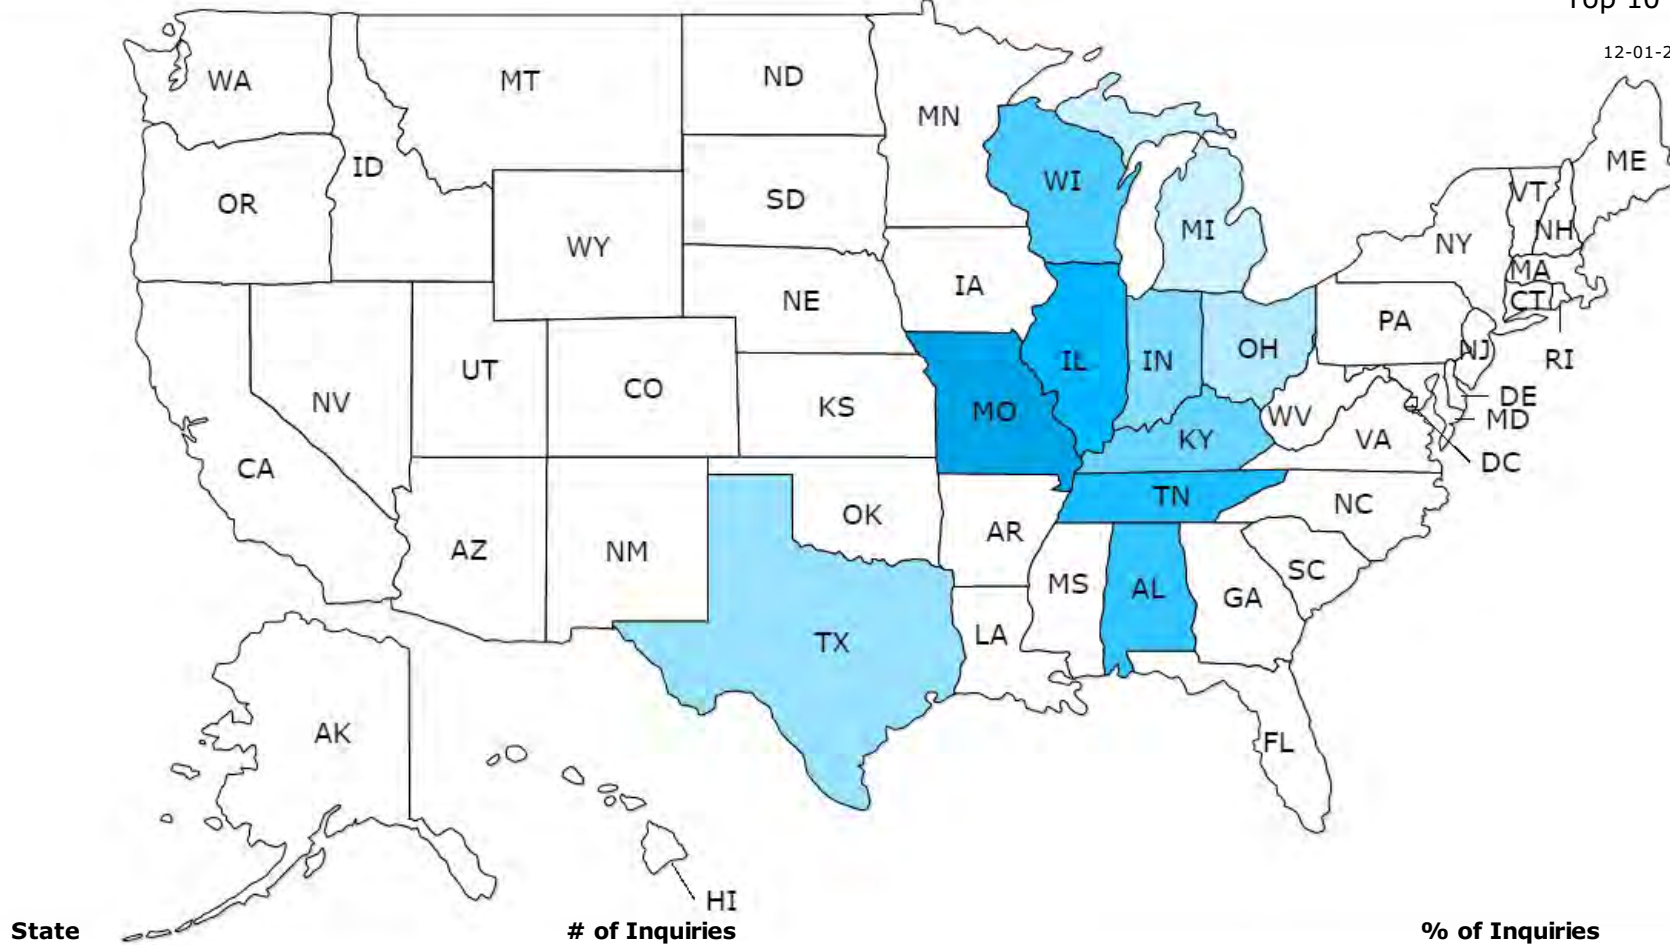 Top 10
12-01-2
WA
MT
ND
MN
ME
OR
ID
SD
WI
MI
VT
NH
NY
WY
MA
IA
CT
NE
PA
NJ
RI
UT
CO
NV
KS
MO
IL
IN
OH
WV
DE
MD
VA
KY
DC
CA
AZ
NM
OK
AR
TN
NC
SC
MS
AL
GA
LA
TX
FL
AK
HI
State # of Inquiries % of Inquiries